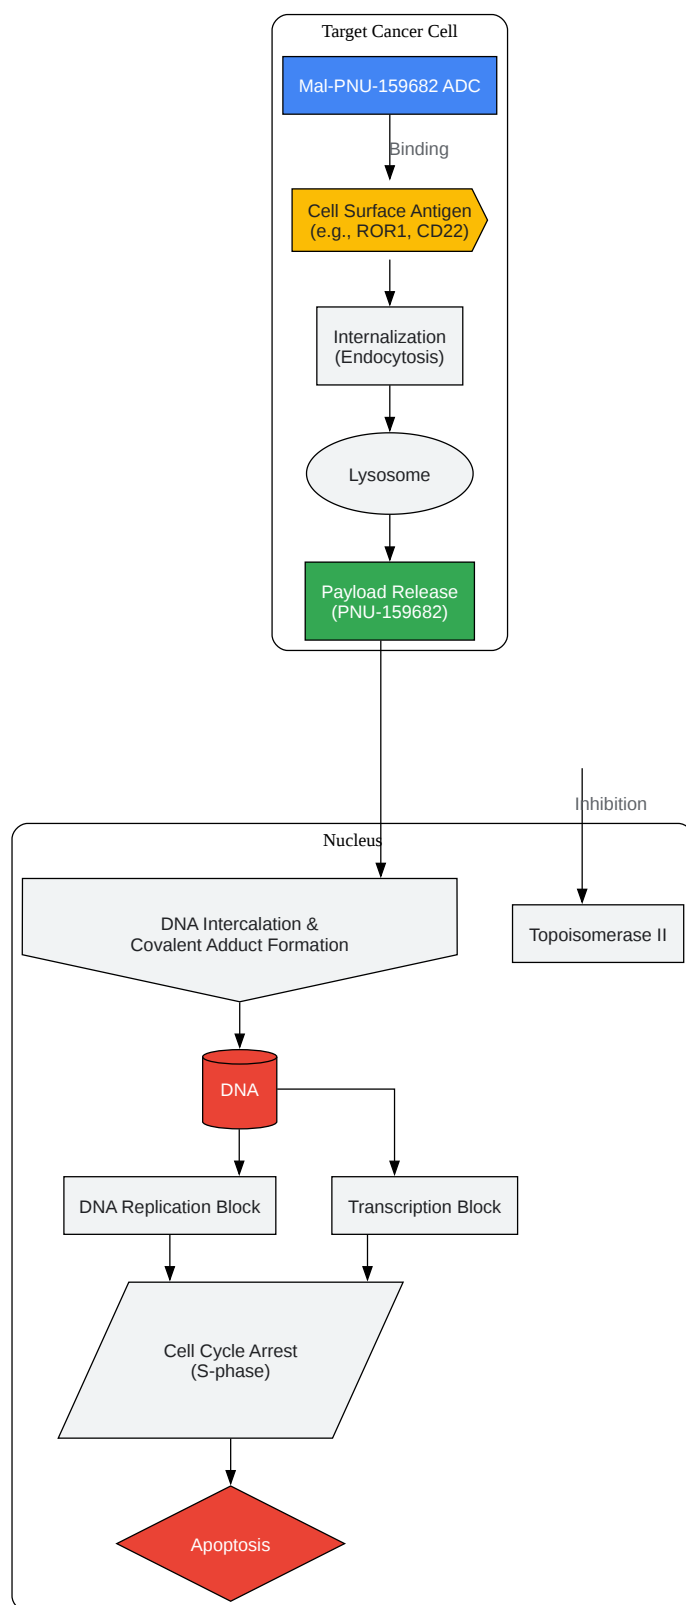 Target Cancer Cell
Mal-PNU-159682 ADC
Binding
Cell Surface Antigen
(e.g., ROR1, CD22)
Internalization
(Endocytosis)
Lysosome
Payload Release
(PNU-159682)
Inhibition
Nucleus
DNA Intercalation &
Covalent Adduct Formation
Topoisomerase II
DNA
DNA Replication Block
Transcription Block
Cell Cycle Arrest
(S-phase)
Apoptosis